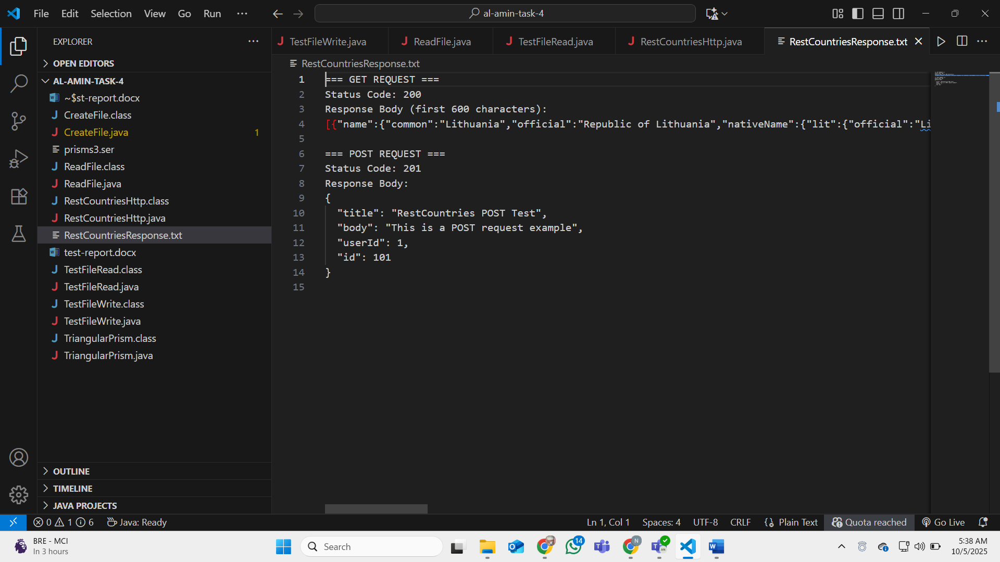 File Edit Selection View Go Run ··· al-amin-task-4
EXPLORER ···
OPEN EDITORS
AL-AMIN-TASK-4
~$st-report.docx
CreateFile.class
CreateFile.java 1
prisms3.ser
ReadFile.class
ReadFile.java
RestCountriesHttp.class
RestCountriesHttp.java
RestCountriesResponse.txt
test-report.docx
TestFileRead.class
TestFileRead.java
TestFileWrite.class
TestFileWrite.java
TriangularPrism.class
TriangularPrism.java
OUTLINE
TIMELINE
JAVA PROJECTS
TestFileWrite.java ReadFile.java TestFileRead.java RestCountriesHttp.java RestCountriesResponse.txt
RestCountriesResponse.txt
1 === GET REQUEST ===
2 Status Code: 200
3 Response Body (first 600 characters):
4 [{"name":{"common":"Lithuania","official":"Republic of Lithuania","nativeName":{"lit":{"official":"Li
5
6 === POST REQUEST ===
7 Status Code: 201
8 Response Body:
9 {
10 "title": "RestCountries POST Test",
11 "body": "This is a POST request example",
12 "userId": 1,
13 "id": 101
14 }
15
0 1 6 Java: Ready Ln 1, Col 1 Spaces: 4 UTF-8 CRLF Plain Text Quota reached Go Live
BRE - MCI
In 3 hours
Search
14
5:38 AM
10/5/2025